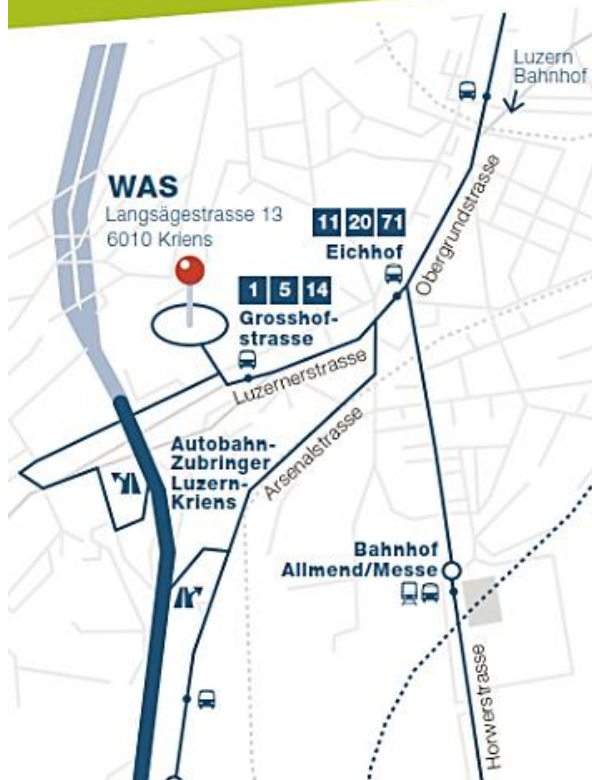 Luzern
Bahnhof
WAS
Langsägestrasse 13
6010 Kriens
11 20 71
Eichhof
Obergrundstrasse
1 5 14
Grosshof-
strasse
Luzernerstrasse
Arsenalstrasse
Autobahn-
Zubringer
Luzern-
Kriens
Bahnhof
Allmend/Messe
Horwerstrasse